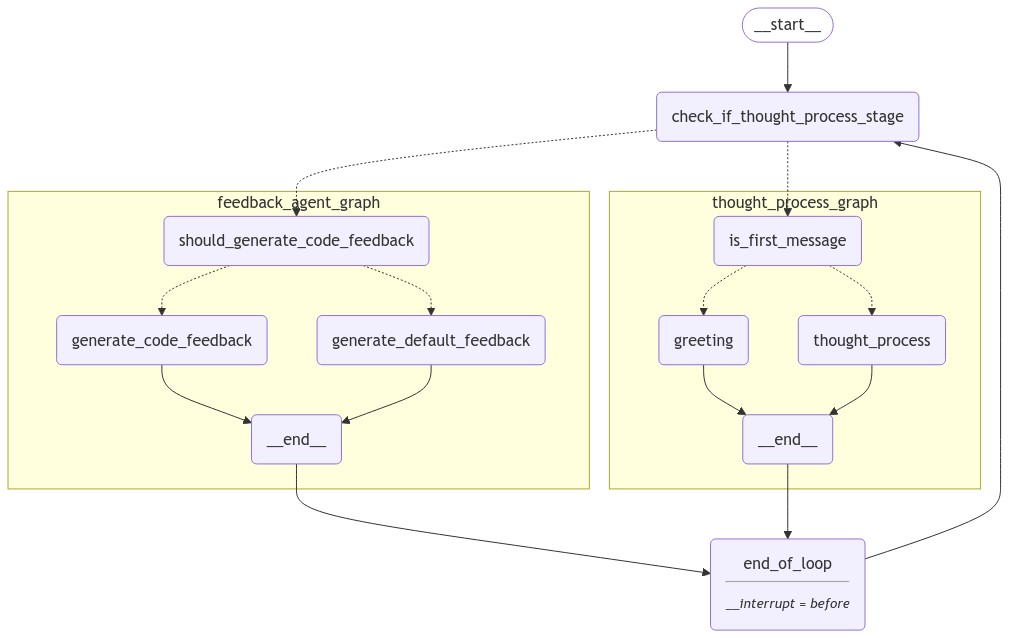 __start__
check_if_thought_process_stage
feedback_agent_graph
thought_process_graph
should_generate_code_feedback
is_first_message
generate_code_feedback
generate_default_feedback
greeting
thought_process
__end__
__end__
end_of_loop
__interrupt = before